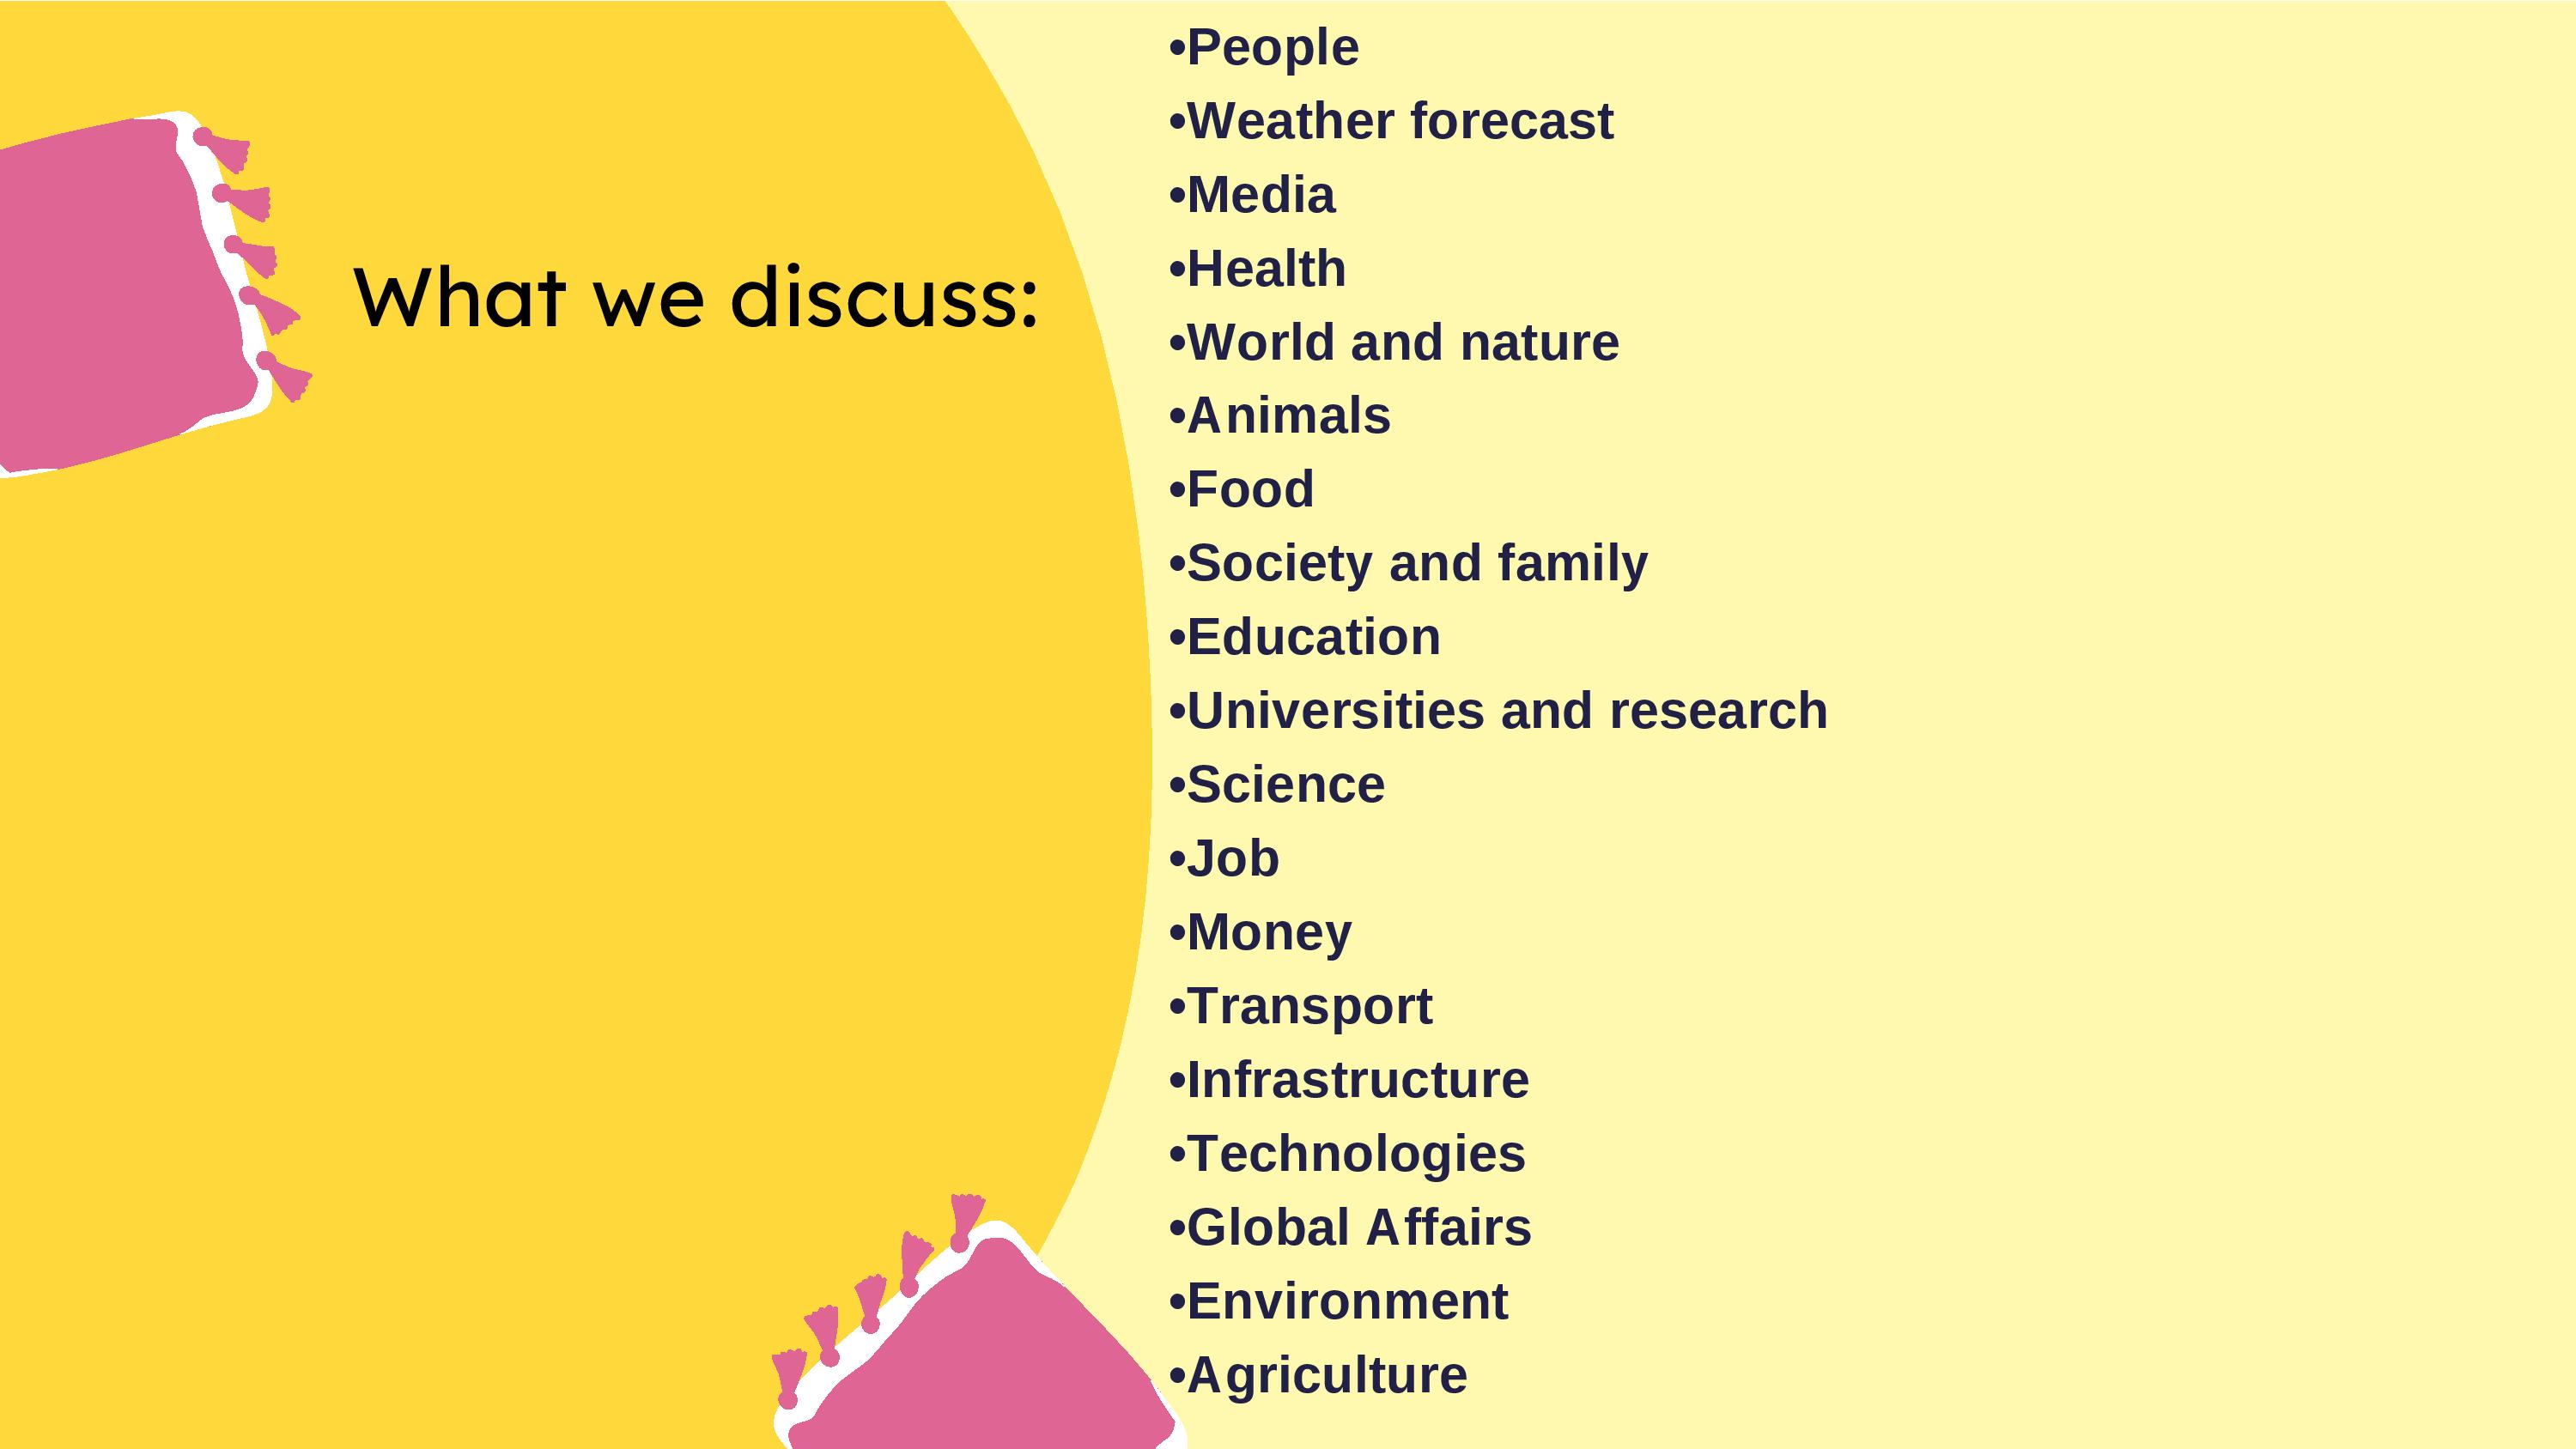 What we discuss:
•People
•Weather forecast
•Media
•Health
•World and nature
•Animals
•Food
•Society and family
•Education
•Universities and research
•Science
•Job
•Money
•Transport
•Infrastructure
•Technologies
•Global Affairs
•Environment
•Agriculture